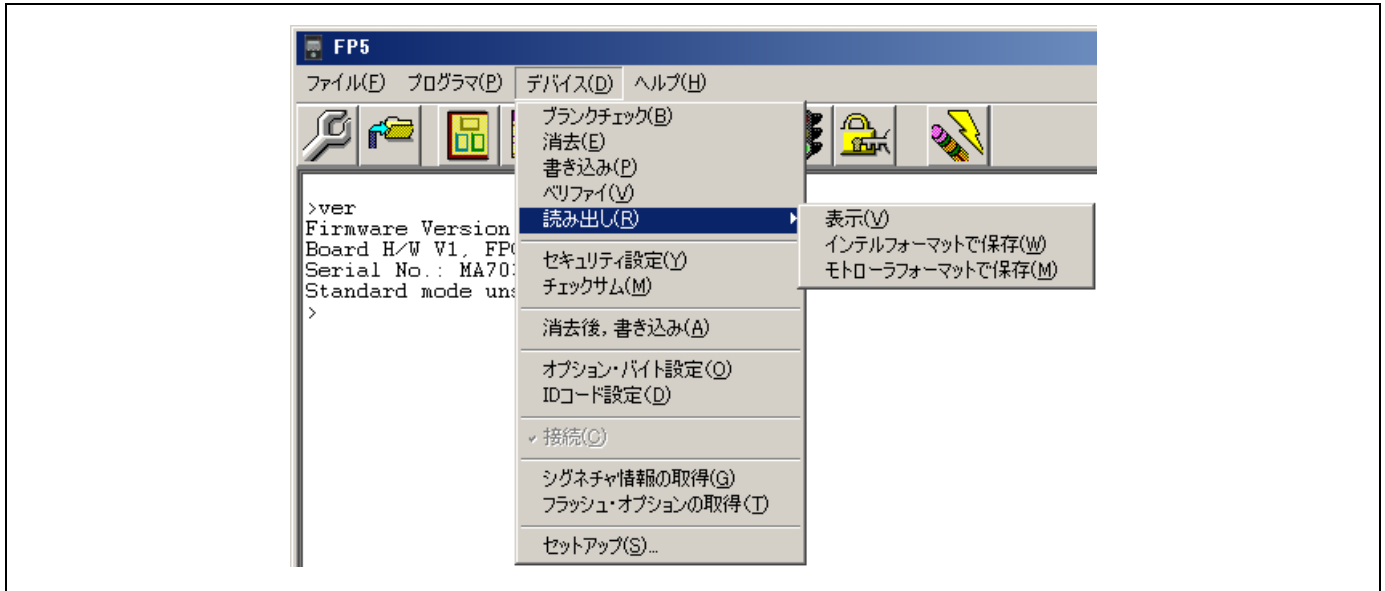 FP5
ファイル(F) プログラマ(P) デバイス(D) ヘルプ(H)
ブランクチェック(B)
消去(E)
書き込み(P)
ベリファイ(V)
読み出し(R)
表示(V)
インテルフォーマットで保存(W)
モトローラフォーマットで保存(M)
セキュリティ設定(Y)
チェックサム(M)
消去後，書き込み(A)
オプション・バイト設定(O)
IDコード設定(D)
接続(C)
シグネチャ情報の取得(G)
フラッシュ・オプションの取得(T)
セットアップ(S)...
>ver
Firmware Version
Board H/W V1, FP
Serial No.: MA70
Standard mode un
>